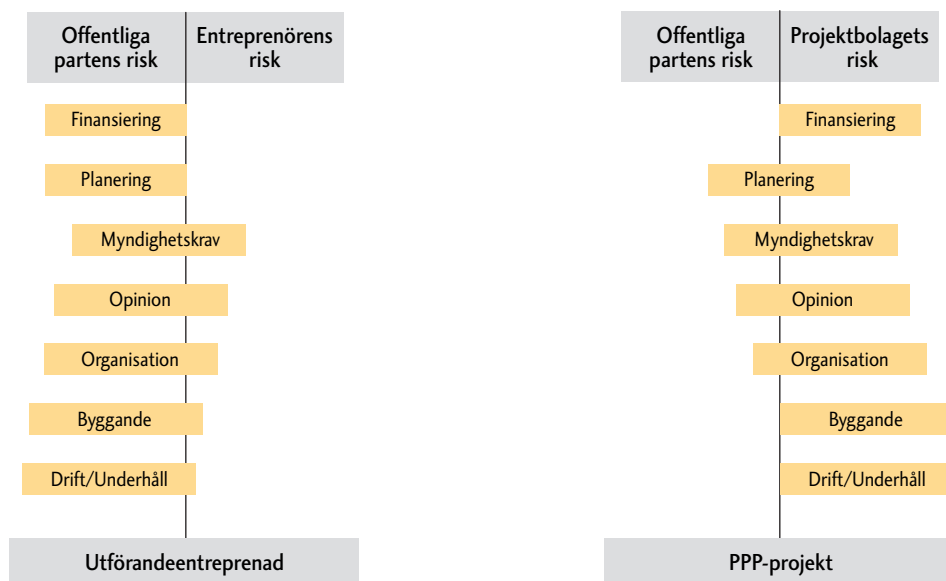 Offentliga
partens risk
Entreprenörens
risk
Finansiering
Planering
Myndighetskrav
Opinion
Organisation
Byggande
Drift/Underhåll
Utförandeentreprenad
Offentliga
partens risk
Projektbolagets
risk
Finansiering
Planering
Myndighetskrav
Opinion
Organisation
Byggande
Drift/Underhåll
PPP-projekt